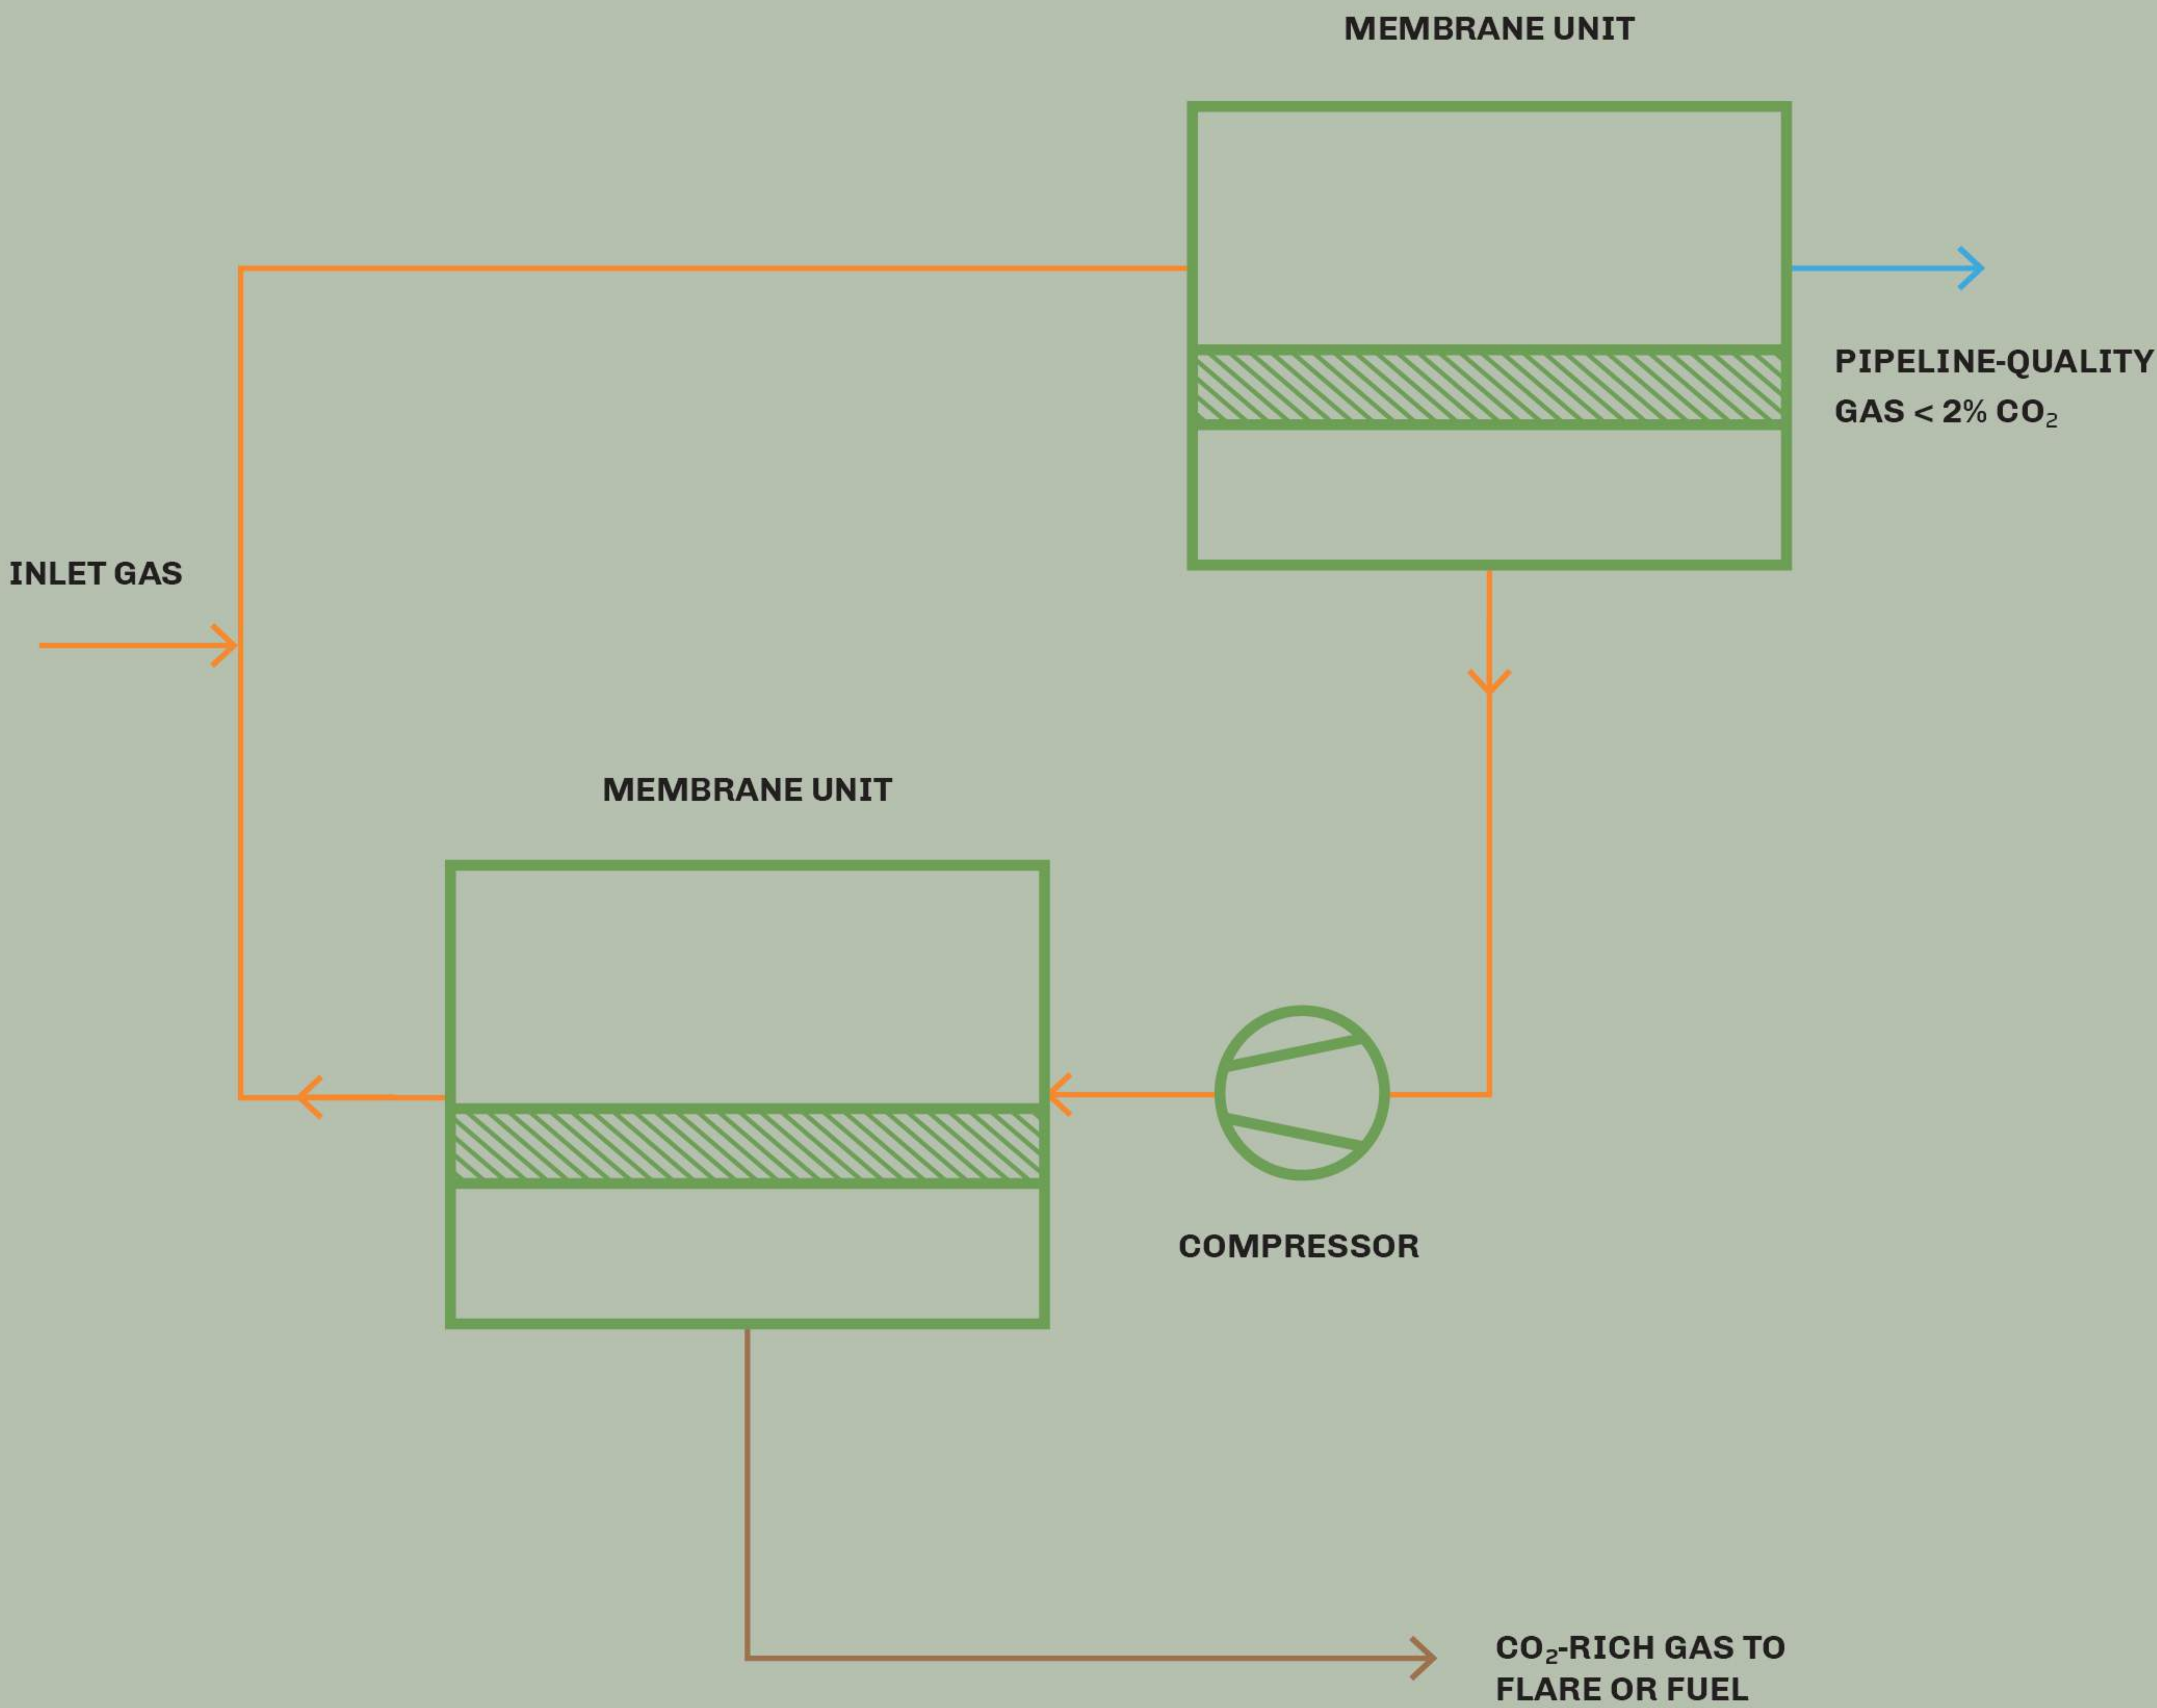 MEMBRANE UNIT
PIPELINE-QUALITY
GAS < 2% CO₂
INLET GAS
MEMBRANE UNIT
COMPRESSOR
CO₂-RICH GAS TO
FLARE OR FUEL